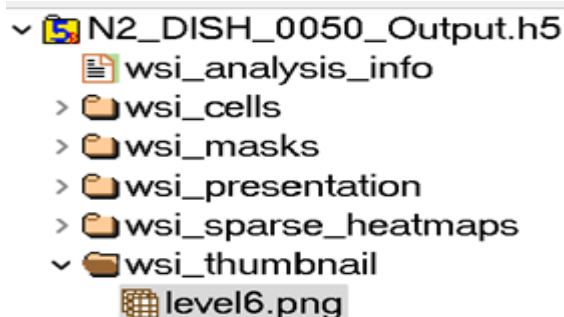 N2_DISH_0050_Output.h5
wsi_analysis_info
wsi_cells
wsi_masks
wsi_presentation
wsi_sparse_heatmaps
wsi_thumbnail
level6.png